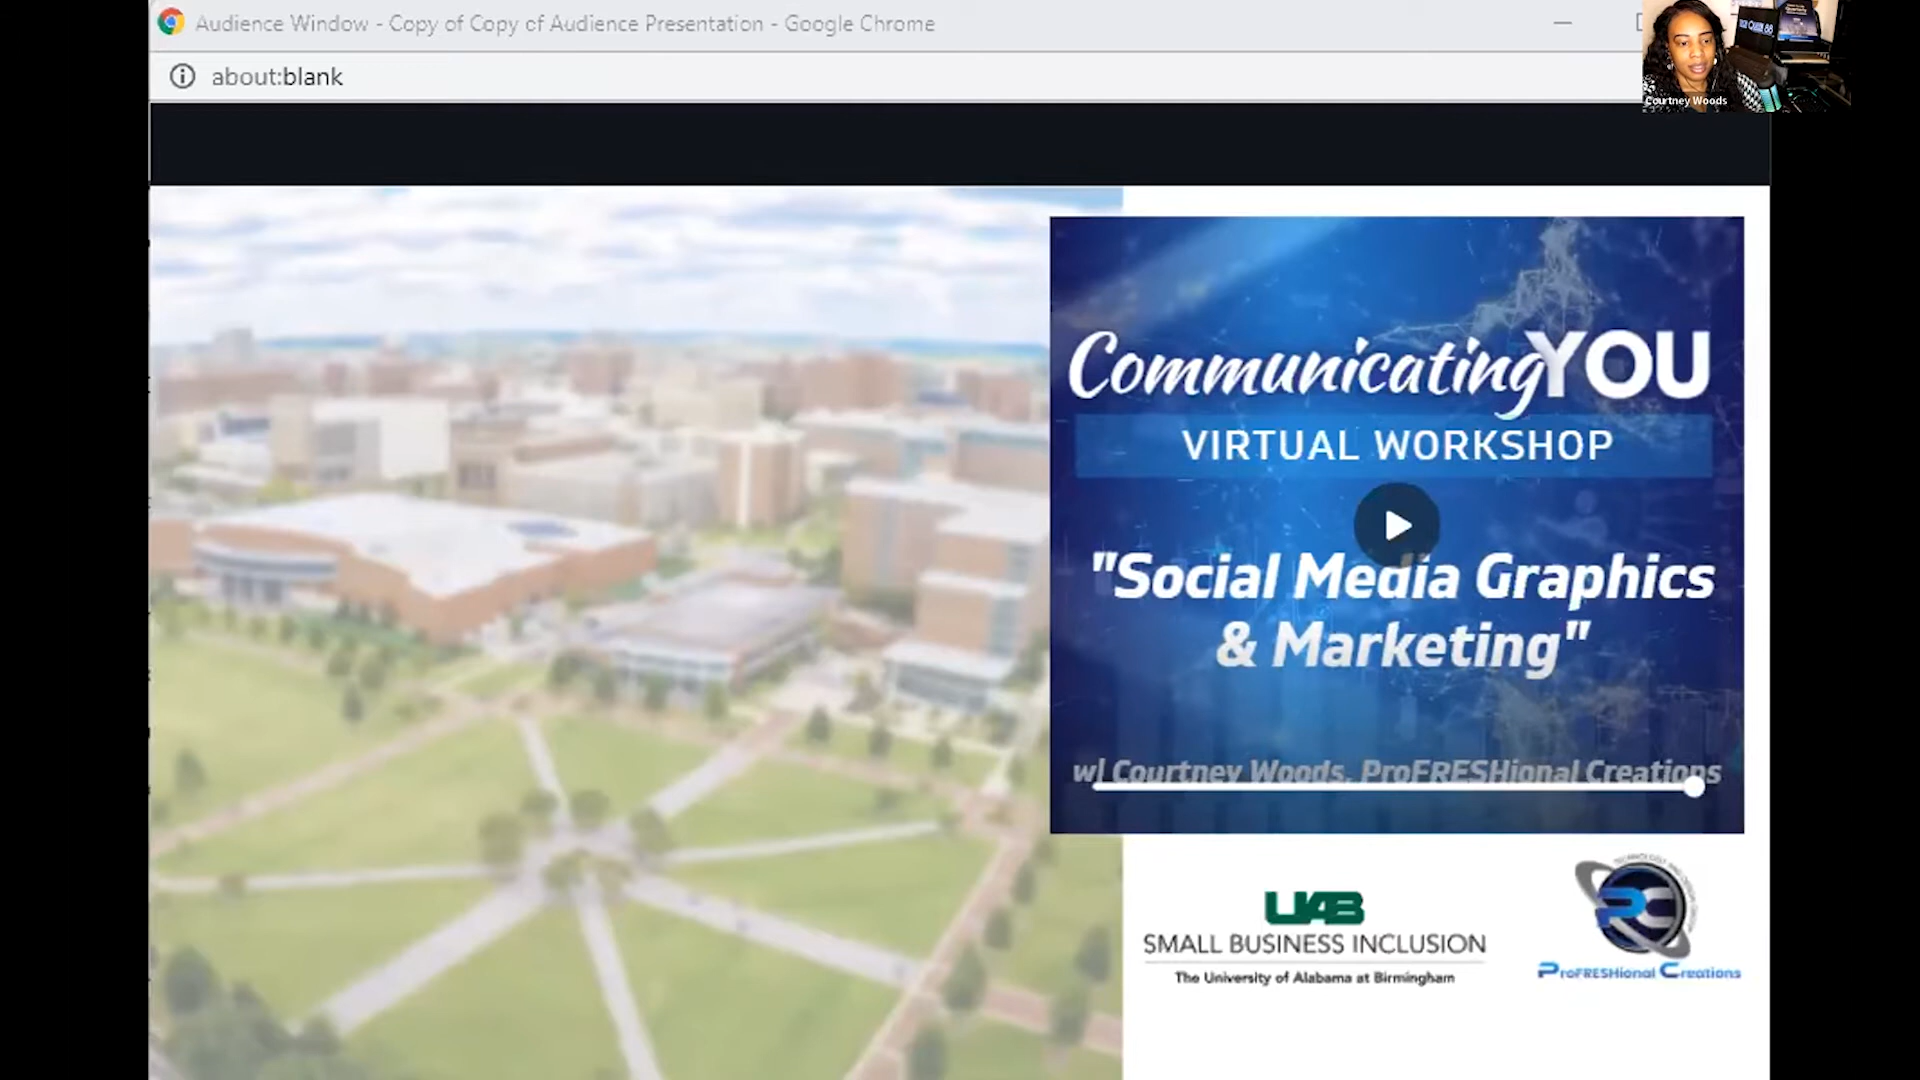 Audience Window - Copy of Copy of Audience Presentation - Google Chrome
about:blank
Courtney Woods
CommunicatingYOU
VIRTUAL WORKSHOP
"Social Media Graphics
& Marketing"
w| Courtney Woods, ProFRESHional Creations
UAB
SMALL BUSINESS INCLUSION
The University of Alabama at Birmingham
PC
ProFRESHional Creations